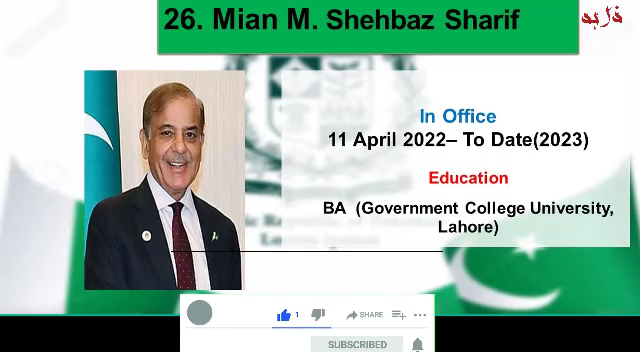 26. Mian M. Shehbaz Sharif
In Office
11 April 2022– To Date(2023)
Education
BA (Government College University,
Lahore)
1
SHARE
SUBSCRIBED